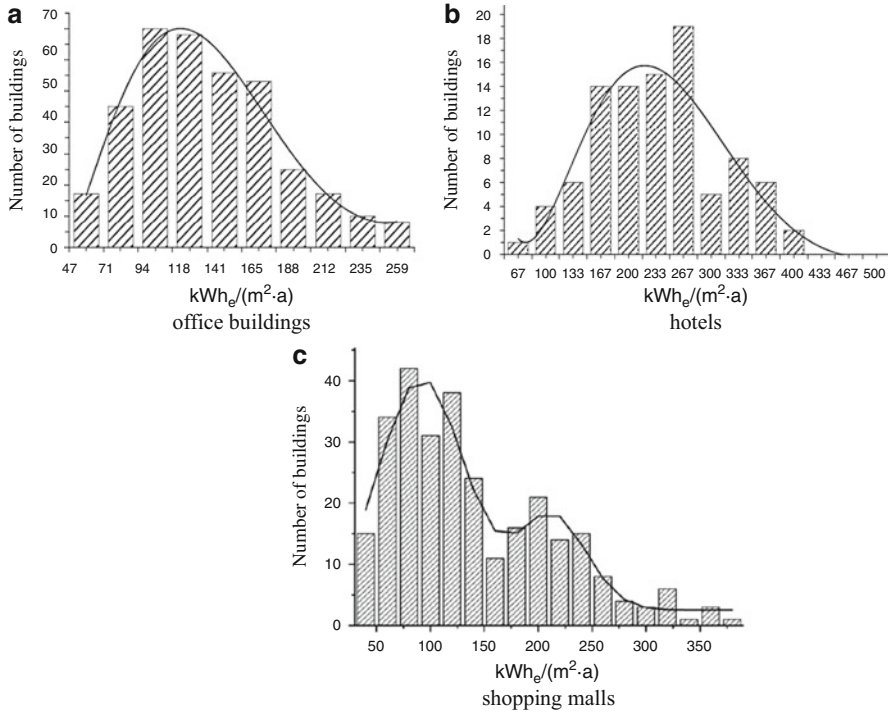 a
70
60
50
40
30
20
10
0
Number of buildings
47 71 94 118 141 165 188 212 235 259
kWhₑ/(m²·a)
office buildings
b
20
18
16
14
12
10
8
6
4
2
0
Number of buildings
67 100 133 167 200 233 267 300 333 367 400 433 467 500
kWhₑ/(m²·a)
hotels
c
40
30
20
10
0
Number of buildings
50 100 150 200 250 300 350
kWhₑ/(m²·a)
shopping malls